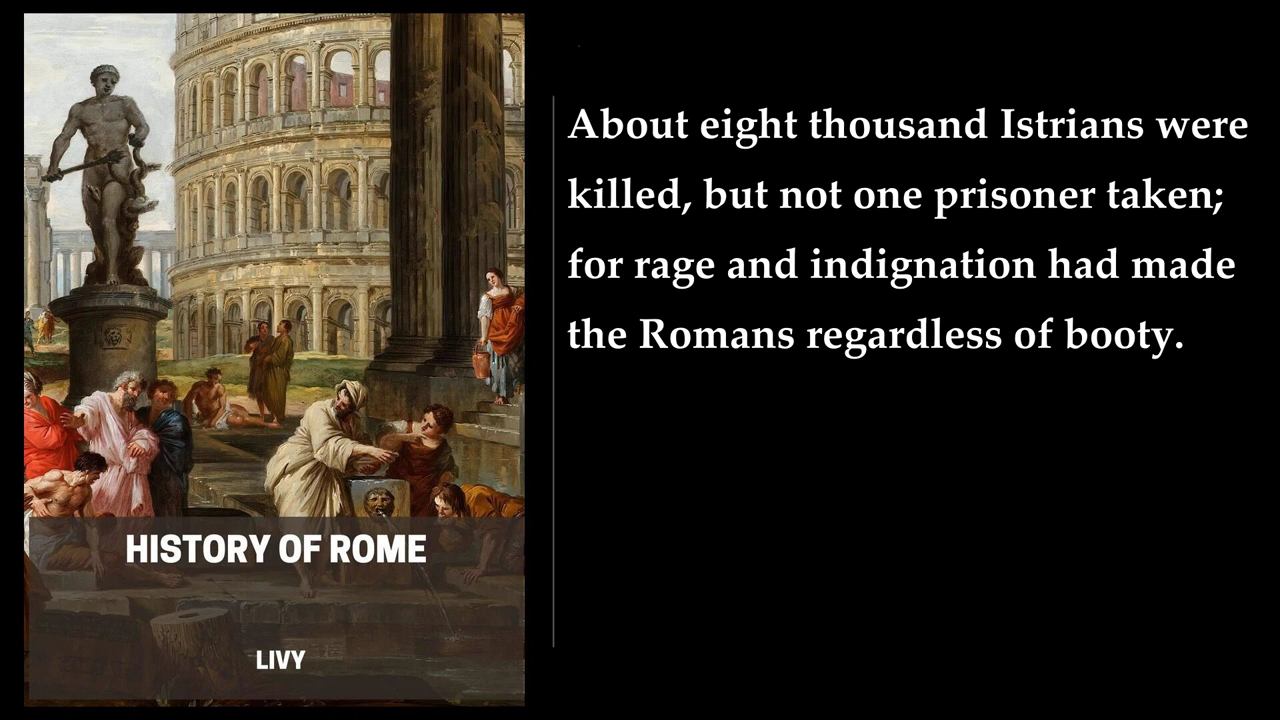 About eight thousand Istrians were
killed, but not one prisoner taken;
for rage and indignation had made
the Romans regardless of booty.
HISTORY OF ROME
LIVY